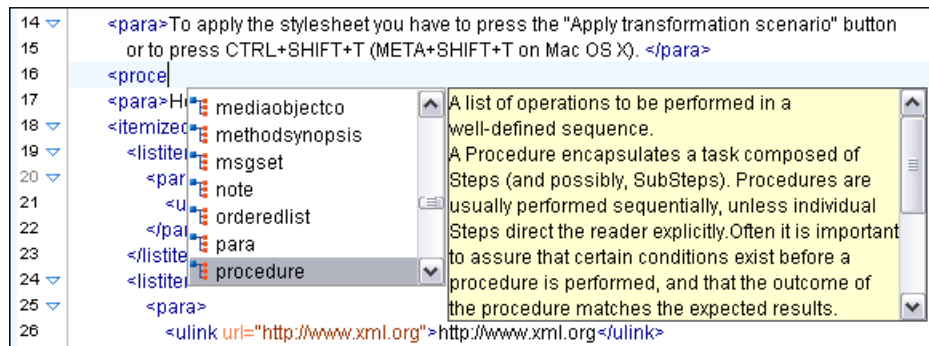 14 <para>To apply the stylesheet you have to press the "Apply transformation scenario" button
15 or to press CTRL+SHIFT+T (META+SHIFT+T on Mac OS X). </para>
16 <proce
17 <para>H
18 <itemized
19 <listite
20 <par
21 <u
22 </pa
23 </listite
24 <listite
25 <para>
26 <ulink url="http://www.xml.org">http://www.xml.org</ulink>
mediaobjectco
methodsynopsis
msgset
note
orderedlist
para
procedure
A list of operations to be performed in a
well-defined sequence.
A Procedure encapsulates a task composed of
Steps (and possibly, SubSteps). Procedures are
usually performed sequentially, unless individual
Steps direct the reader explicitly.Often it is important
to assure that certain conditions exist before a
procedure is performed, and that the outcome of
the procedure matches the expected results.